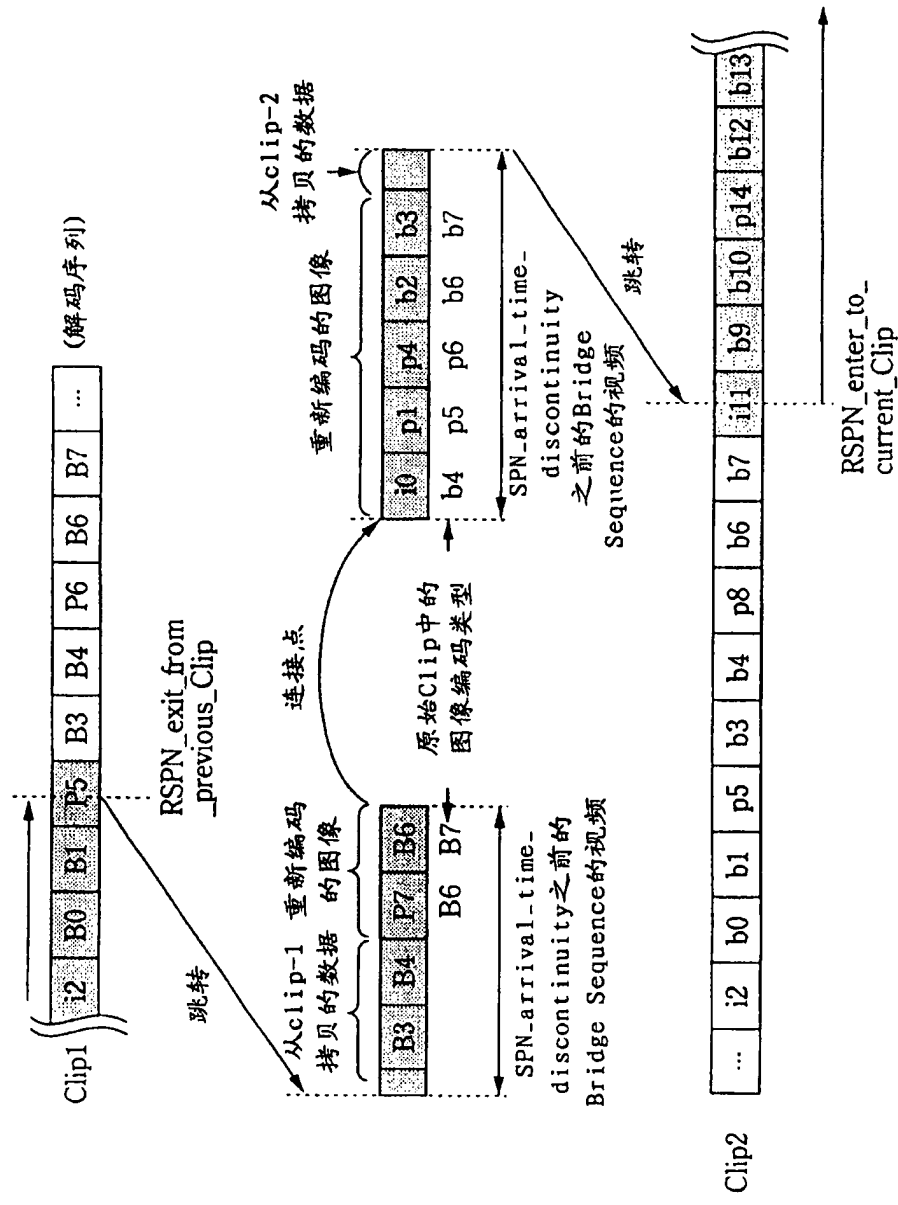 Clip1
i2 B0 B1 P5 B3 B4 P6 B6 B7 ....
(解码序列)
RSPN_exit_from
_previous_Clip
跳转
从clip-1
拷贝的数据
重新编码
的图像
连接点
重新编码的图像
从clip-2
拷贝的数据
B3 B4 P7 B6
B6 B7
原始Clip中的
图像编码类型
i0 p1 p4 b2 b3
b4 p5 p6 b6 b7
SPN_arrival_time_
discontinuity之前的
Bridge Sequence的视频
SPN_arrival_time_
discontinuity
之前的Bridge
Sequence的视频
跳转
Clip2
... i2 b0 b1 p5 b3 b4 p8 b6 b7 i11 b9 b10 p14 b12 b13
RSPN_enter_to_
current_Clip